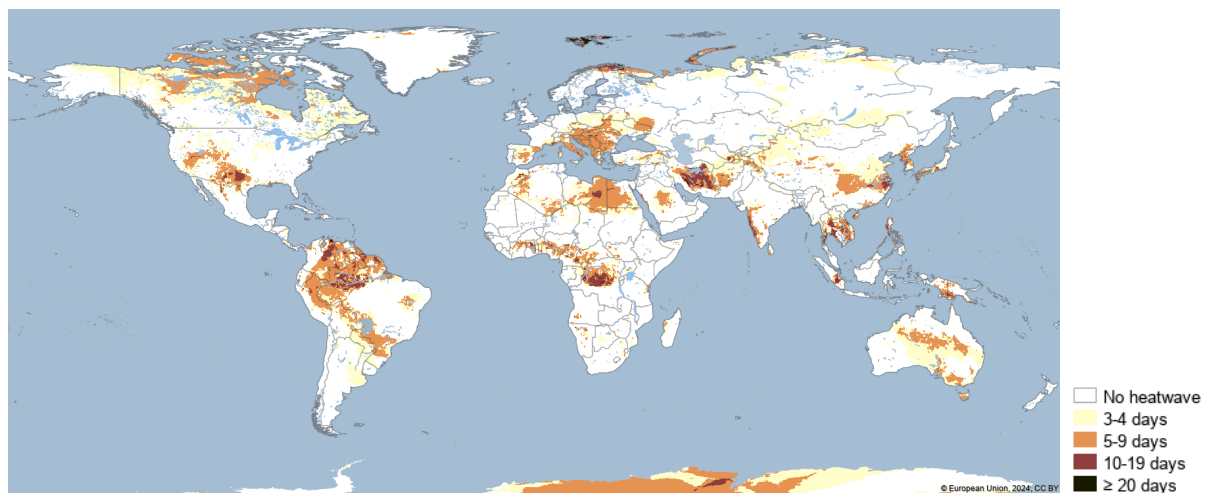 No heatwave
3-4 days
5-9 days
10-19 days
≥ 20 days
© European Union, 2024; CC BY